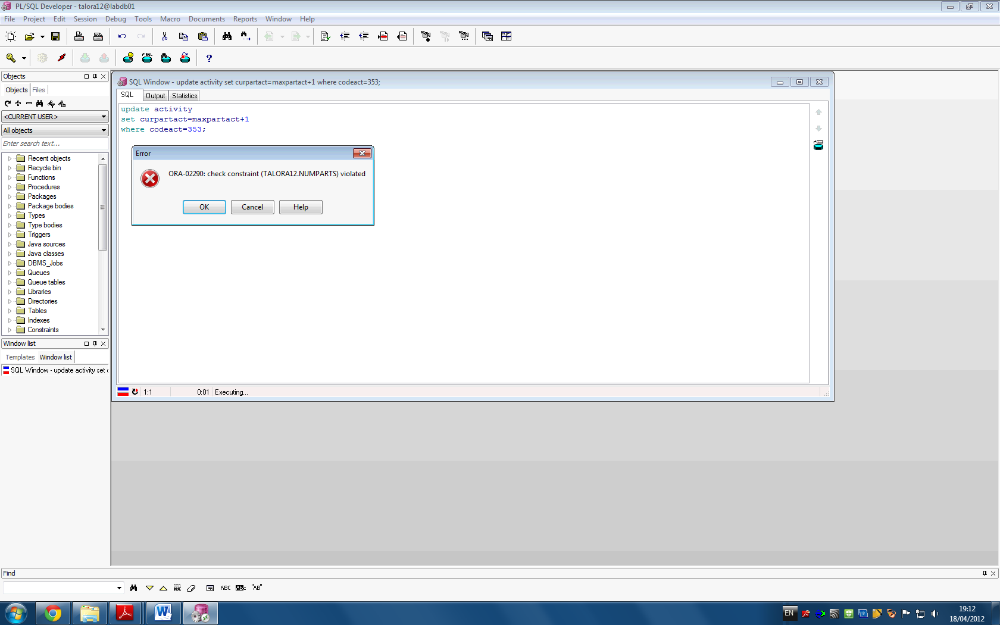 PL/SQL Developer - talora12@labdb01
File Project Edit Session Debug Tools Macro Documents Reports Window Help
SQL
?
Objects
Objects Files
<CURRENT USER>
All objects
Enter search text...
Recent objects
Recycle bin
Functions
Procedures
Packages
Package bodies
Types
Type bodies
Triggers
Java sources
Java classes
DBMS_Jobs
Queues
Queue tables
Libraries
Directories
Tables
Indexes
Constraints
Window list
Templates Window list
SQL Window - update activity set c
SQL Window - update activity set curpartact=maxpartact+1 where codeact=353;
SQL Output Statistics
update activity
set curpartact=maxpartact+1
where codeact=353;
Error
ORA-02290: check constraint (TALORA12.NUMPARTS) violated
OK Cancel Help
1:1 0:01 Executing...
Find
ABC "AB"
EN
19:12
18/04/2012